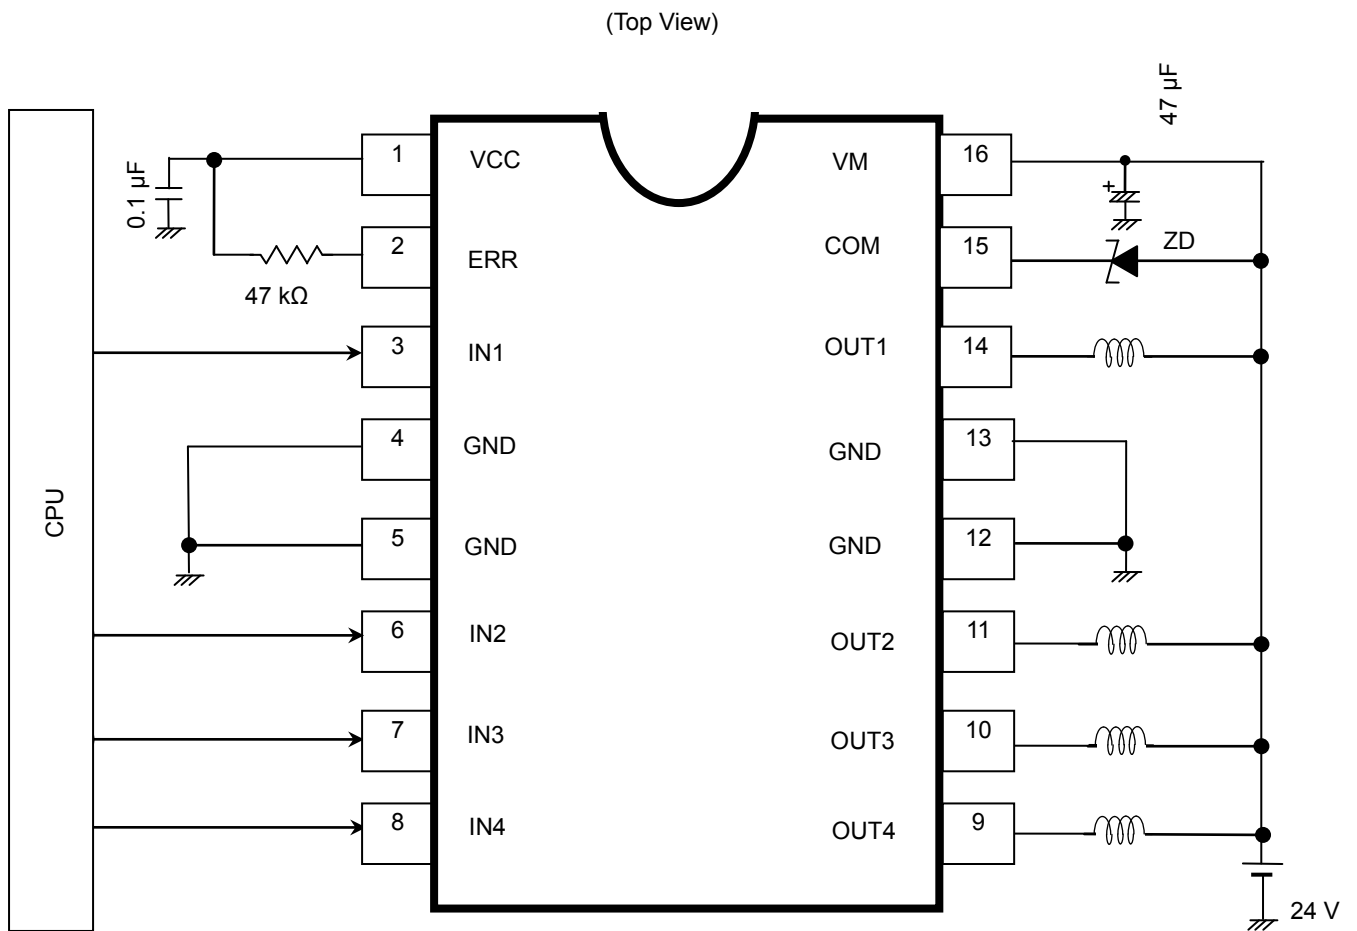 (Top View)
47 µF
1
VCC
VM
16
0.1 µF
+
2
ERR
COM
15
ZD
47 kΩ
3
IN1
OUT1
14
4
GND
GND
13
CPU
5
GND
GND
12
6
IN2
OUT2
11
7
IN3
OUT3
10
8
IN4
OUT4
9
24 V